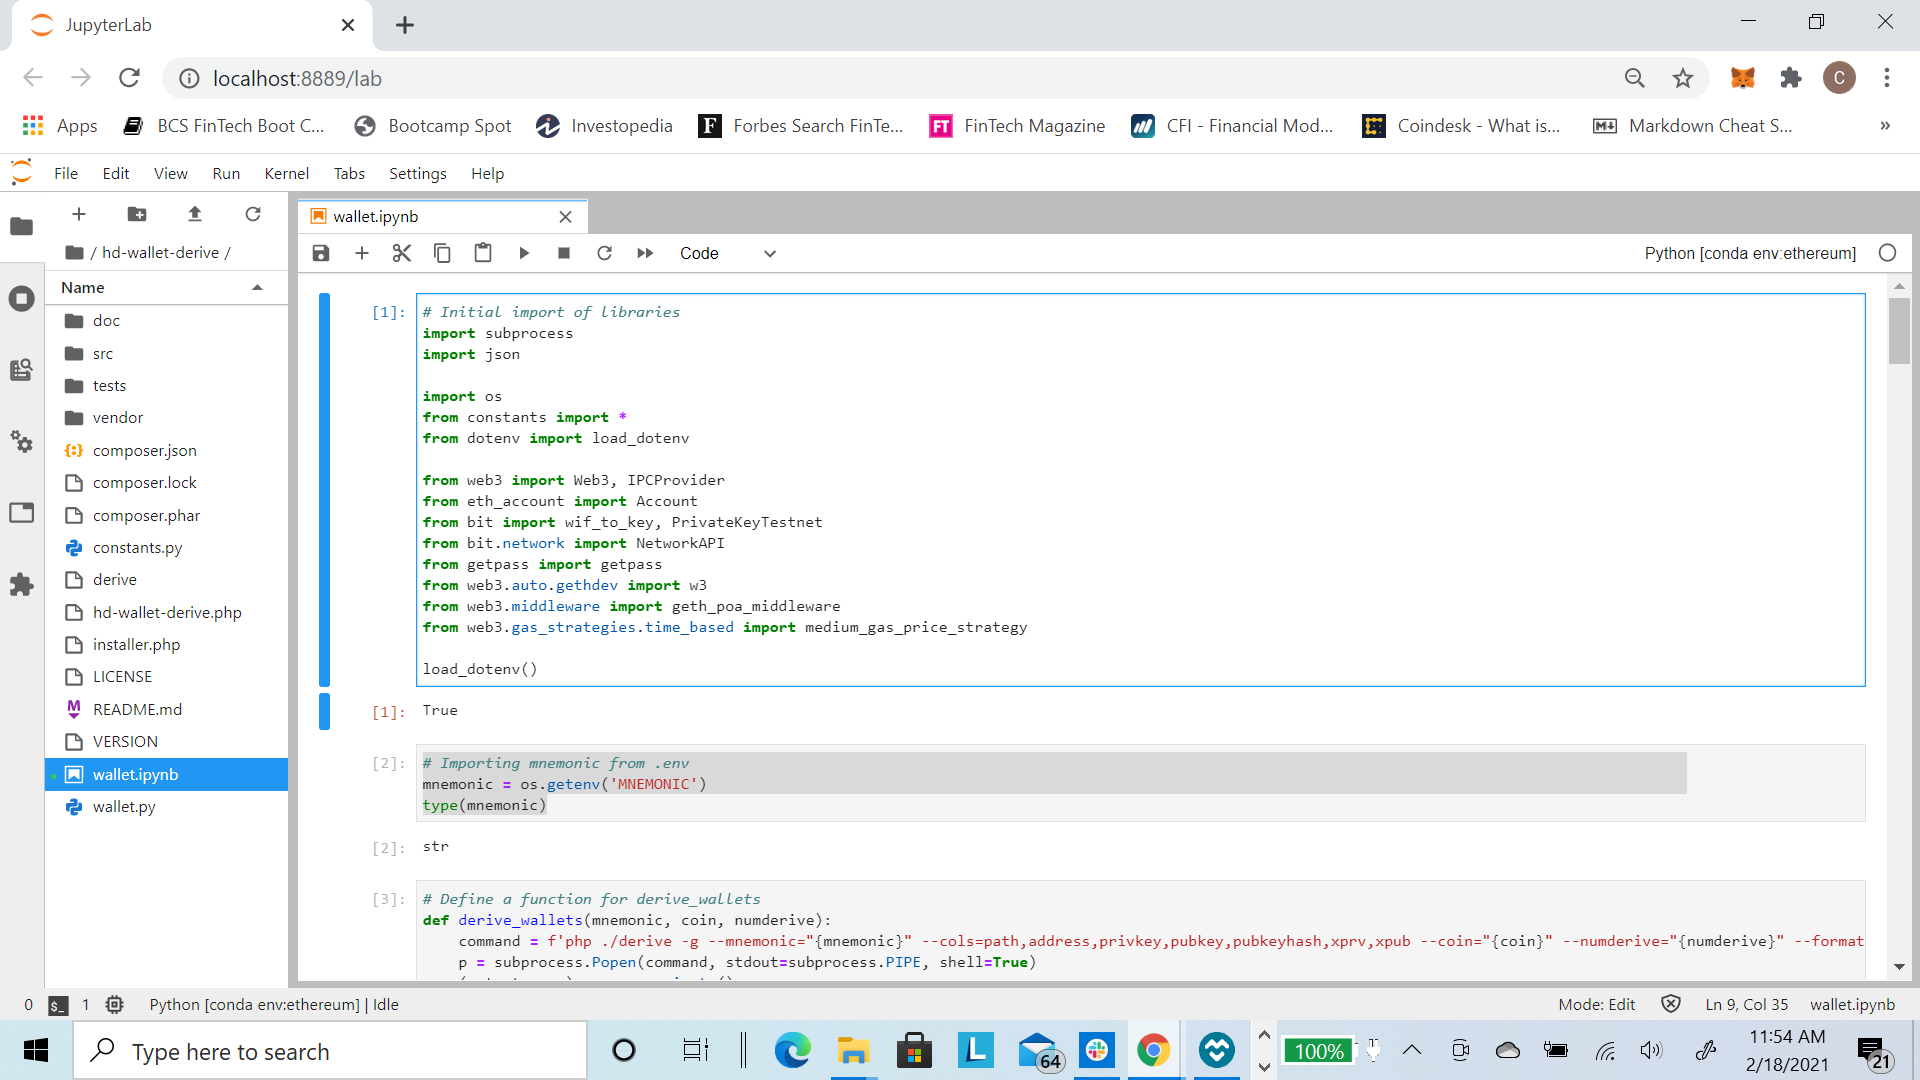 JupyterLab
localhost:8889/lab
C
Apps
BCS FinTech Boot C...
Bootcamp Spot
Investopedia
F
Forbes Search FinTe...
FT
FinTech Magazine
CFI - Financial Mod...
Coindesk - What is...
Markdown Cheat S...
»
File Edit View Run Kernel Tabs Settings Help
/ hd-wallet-derive /
Name
doc
src
tests
vendor
composer.json
composer.lock
composer.phar
constants.py
derive
hd-wallet-derive.php
installer.php
LICENSE
README.md
VERSION
wallet.ipynb
wallet.py
wallet.ipynb
Code
Python [conda env:ethereum]
[1]:
# Initial import of libraries
import subprocess
import json
import os
from constants import *
from dotenv import load_dotenv
from web3 import Web3, IPCProvider
from eth_account import Account
from bit import wif_to_key, PrivateKeyTestnet
from bit.network import NetworkAPI
from getpass import getpass
from web3.auto.gethdev import w3
from web3.middleware import geth_poa_middleware
from web3.gas_strategies.time_based import medium_gas_price_strategy
load_dotenv()
[1]: True
[2]:
# Importing mnemonic from .env
mnemonic = os.getenv('MNEMONIC')
type(mnemonic)
[2]: str
[3]:
# Define a function for derive_wallets
def derive_wallets(mnemonic, coin, numderive):
command = f'php ./derive -g --mnemonic="{mnemonic}" --cols=path,address,privkey,pubkey,pubkeyhash,xprv,xpub --coin="{coin}" --numderive="{numderive}" --format
p = subprocess.Popen(command, stdout=subprocess.PIPE, shell=True)
0 $_ 1 Python [conda env:ethereum] | Idle
Mode: Edit Ln 9, Col 35 wallet.ipynb
Type here to search
L
64
100%
11:54 AM
2/18/2021
21